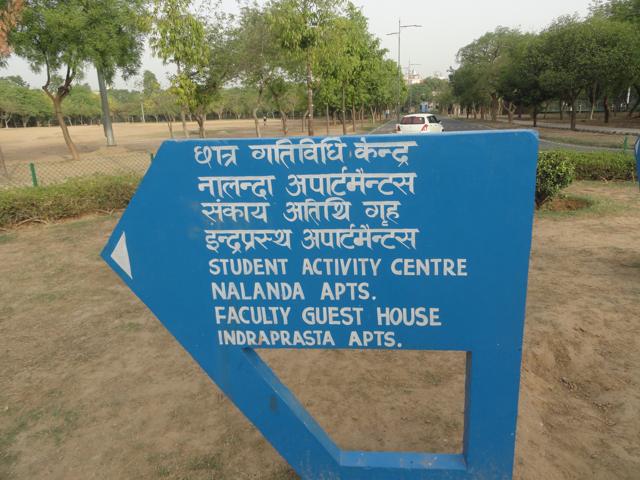 छात्र गतिविधि केन्द्र
नालन्दा अपार्टमैन्टस
संकाय अतिथि गृह
इन्द्रप्रस्थ अपार्टमैन्टस
STUDENT ACTIVITY CENTRE
NALANDA APTS.
FACULTY GUEST HOUSE
INDRAPRASTA APTS.